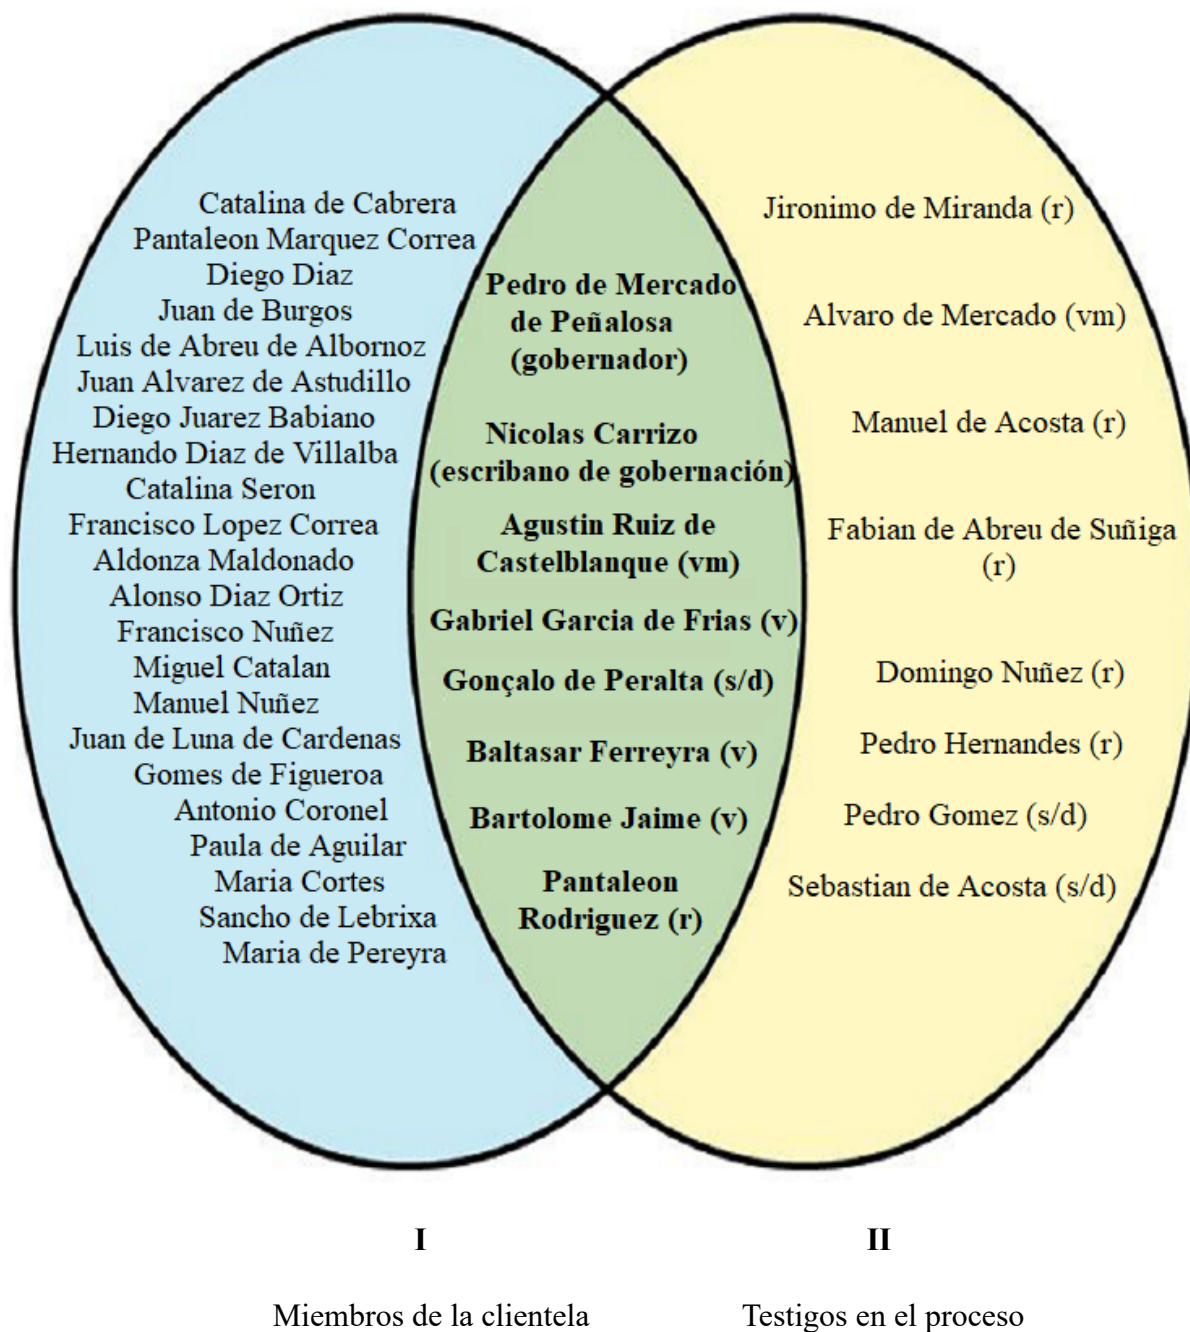 Catalina de Cabrera
Pantaleon Marquez Correa
Diego Diaz
Juan de Burgos
Luis de Abreu de Albornoz
Juan Alvarez de Astudillo
Diego Juarez Babiano
Hernando Diaz de Villalba
Catalina Seron
Francisco Lopez Correa
Aldonza Maldonado
Alonso Diaz Ortiz
Francisco Nuñez
Miguel Catalan
Manuel Nuñez
Juan de Luna de Cardenas
Gomes de Figueroa
Antonio Coronel
Paula de Aguilar
Maria Cortes
Sancho de Lebrixa
Maria de Pereyra
Pedro de Mercado
de Peñalosa
(gobernador)
Nicolas Carrizo
(escribano de gobernación)
Agustin Ruiz de
Castelblanque (vm)
Gabriel Garcia de Frias (v)
Gonçalo de Peralta (s/d)
Baltasar Ferreyra (v)
Bartolome Jaime (v)
Pantaleon
Rodriguez (r)
Jironimo de Miranda (r)
Alvaro de Mercado (vm)
Manuel de Acosta (r)
Fabian de Abreu de Suñiga
(r)
Domingo Nuñez (r)
Pedro Hernandes (r)
Pedro Gomez (s/d)
Sebastian de Acosta (s/d)
I
II
Miembros de la clientela
Testigos en el proceso